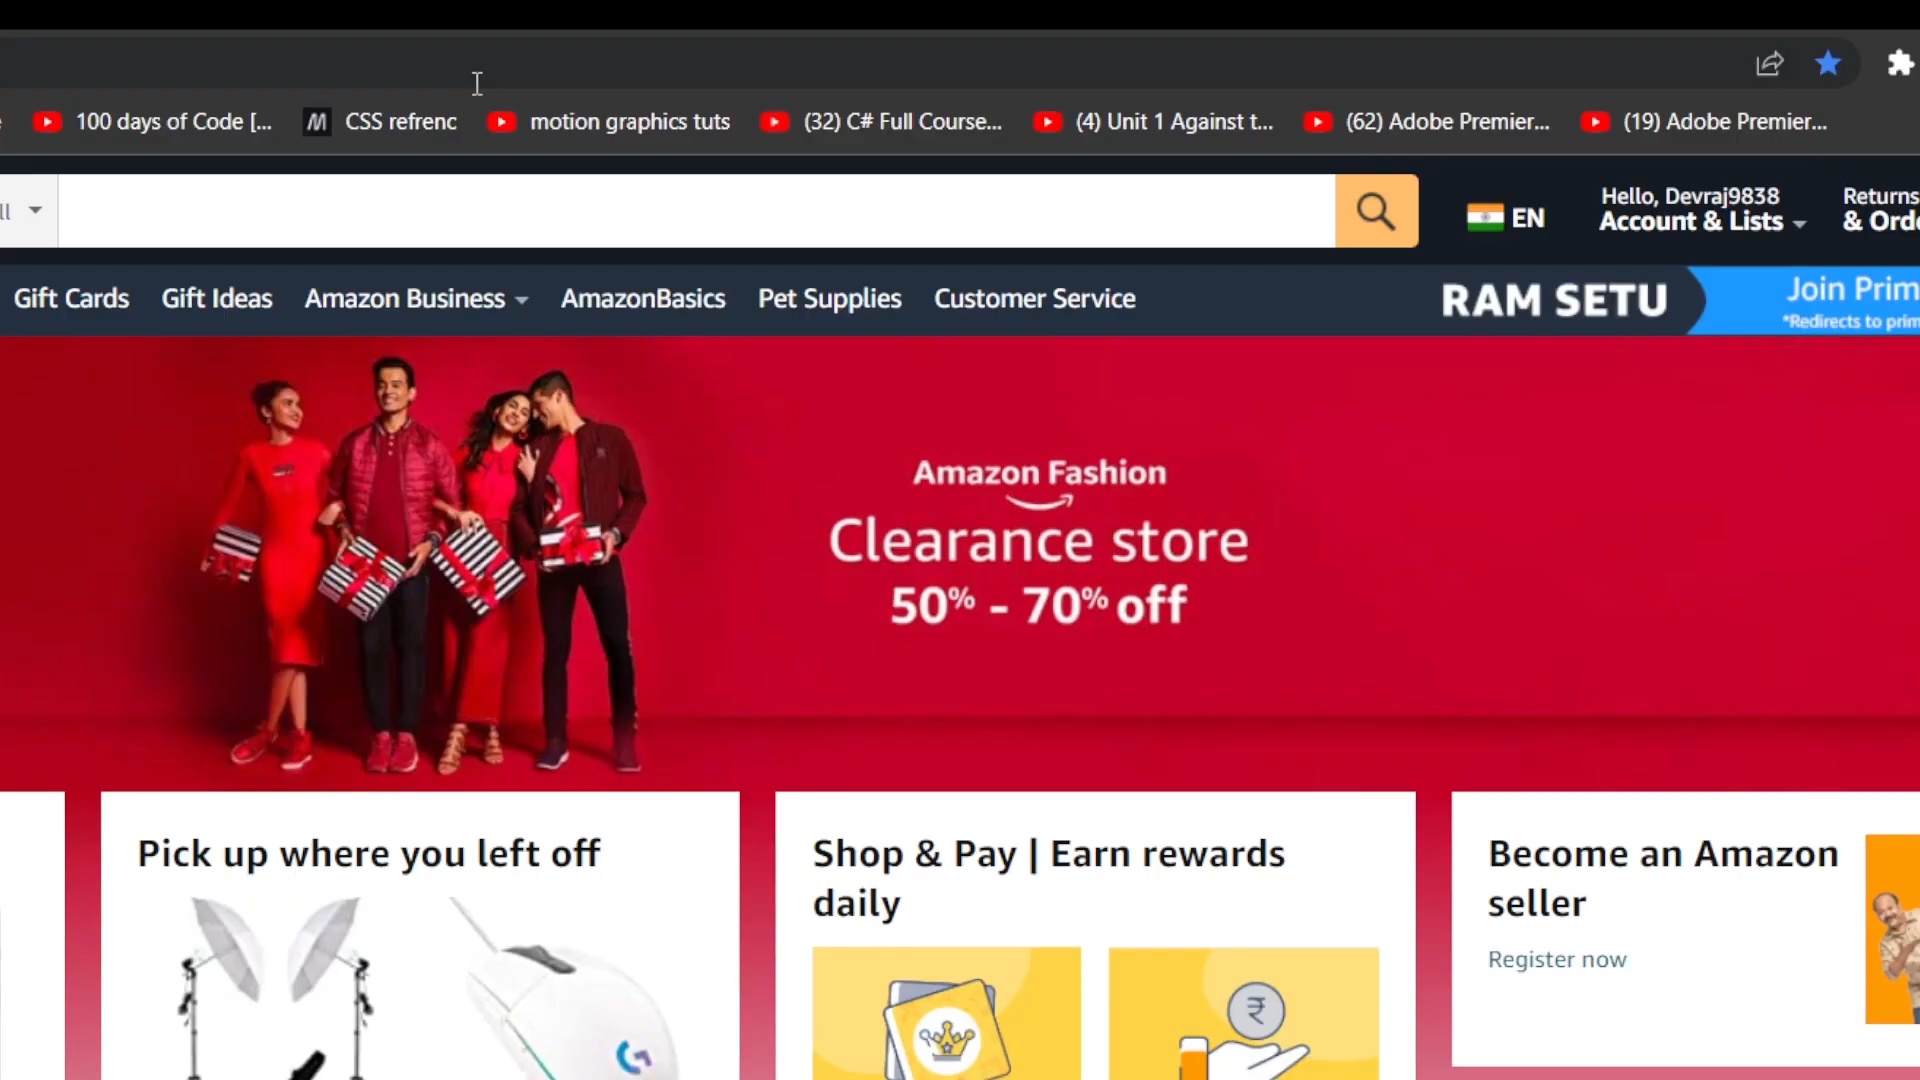 100 days of Code [...
CSS refrenc
motion graphics tuts
(32) C# Full Course...
(4) Unit 1 Against t...
(62) Adobe Premier...
(19) Adobe Premier...
EN
Hello, Devraj9838
Account & Lists
Returns
&
Gift Cards
Gift Ideas
Amazon Business
AmazonBasics
Pet Supplies
Customer Service
RAM SETU
Join Prim
*Redirects to prim
Amazon Fashion
Clearance store
50% - 70% off
Pick up where you left off
Shop & Pay | Earn rewards
daily
Become an Amazon
seller
Register now
₹